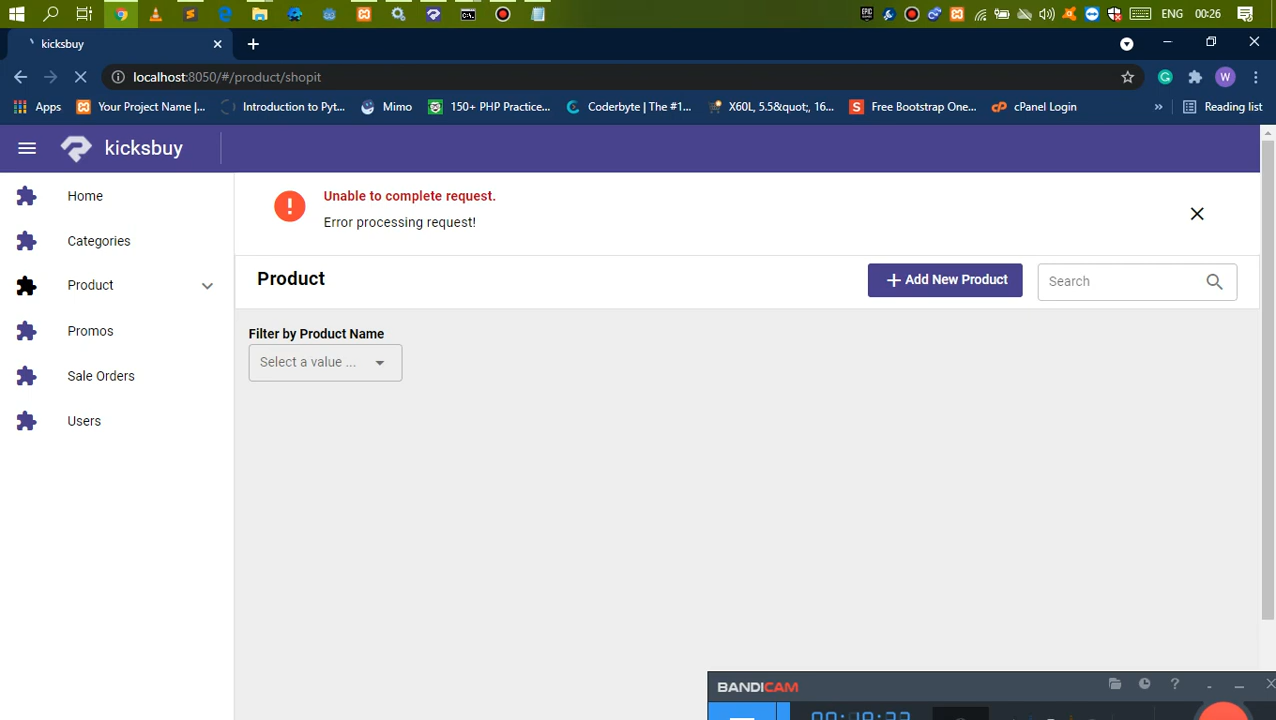 ENG 00:26
kicksbuy
localhost:8050/#/product/shopit
W
Apps Your Project Name |... Introduction to Pyt... Mimo 150+ PHP Practice... Coderbyte | The #1... X60L, 5.5&quot;, 16... Free Bootstrap One... cPanel Login » Reading list
kicksbuy
Home
Categories
Product
Promos
Sale Orders
Users
Unable to complete request.
Error processing request!
Product
Add New Product
Search
Filter by Product Name
Select a value ...
BANDICAM